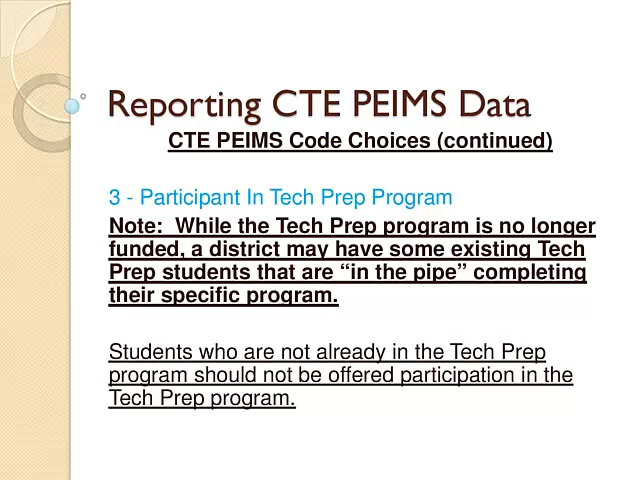 Reporting CTE PEIMS Data
CTE PEIMS Code Choices (continued)
3 - Participant In Tech Prep Program
Note:  While the Tech Prep program is no longer
funded, a district may have some existing Tech
Prep students that are “in the pipe” completing
their specific program.
Students who are not already in the Tech Prep
program should not be offered participation in the
Tech Prep program.